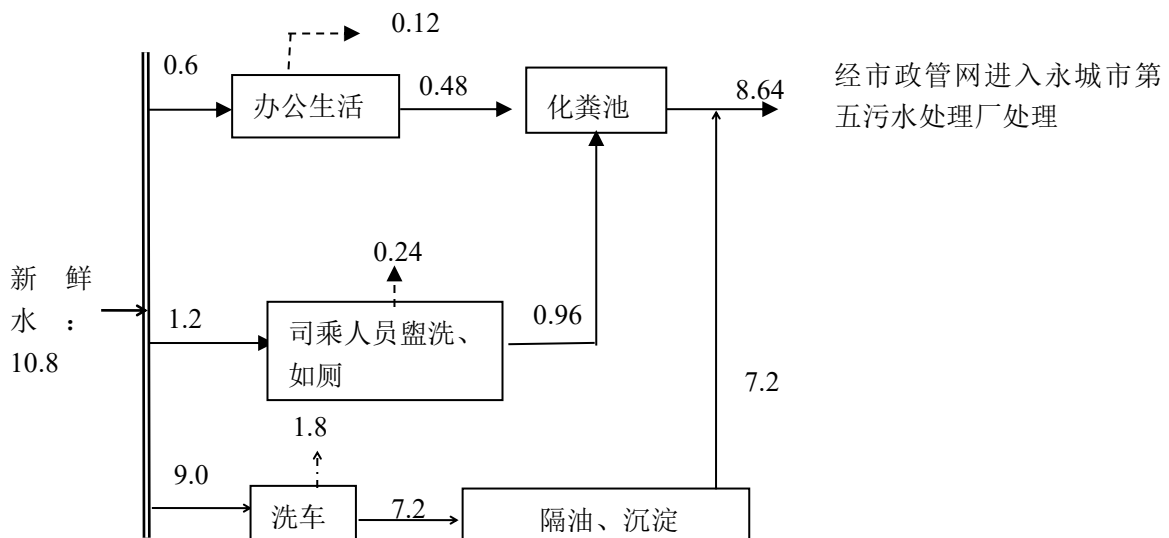 0.12
0.6
办公生活
0.48
化粪池
8.64
经市政管网进入永城市第
五污水处理厂处理
新鲜
水:
10.8
0.24
1.2
司乘人员盥洗、
如厕
0.96
7.2
1.8
9.0
洗车
7.2
隔油、沉淀